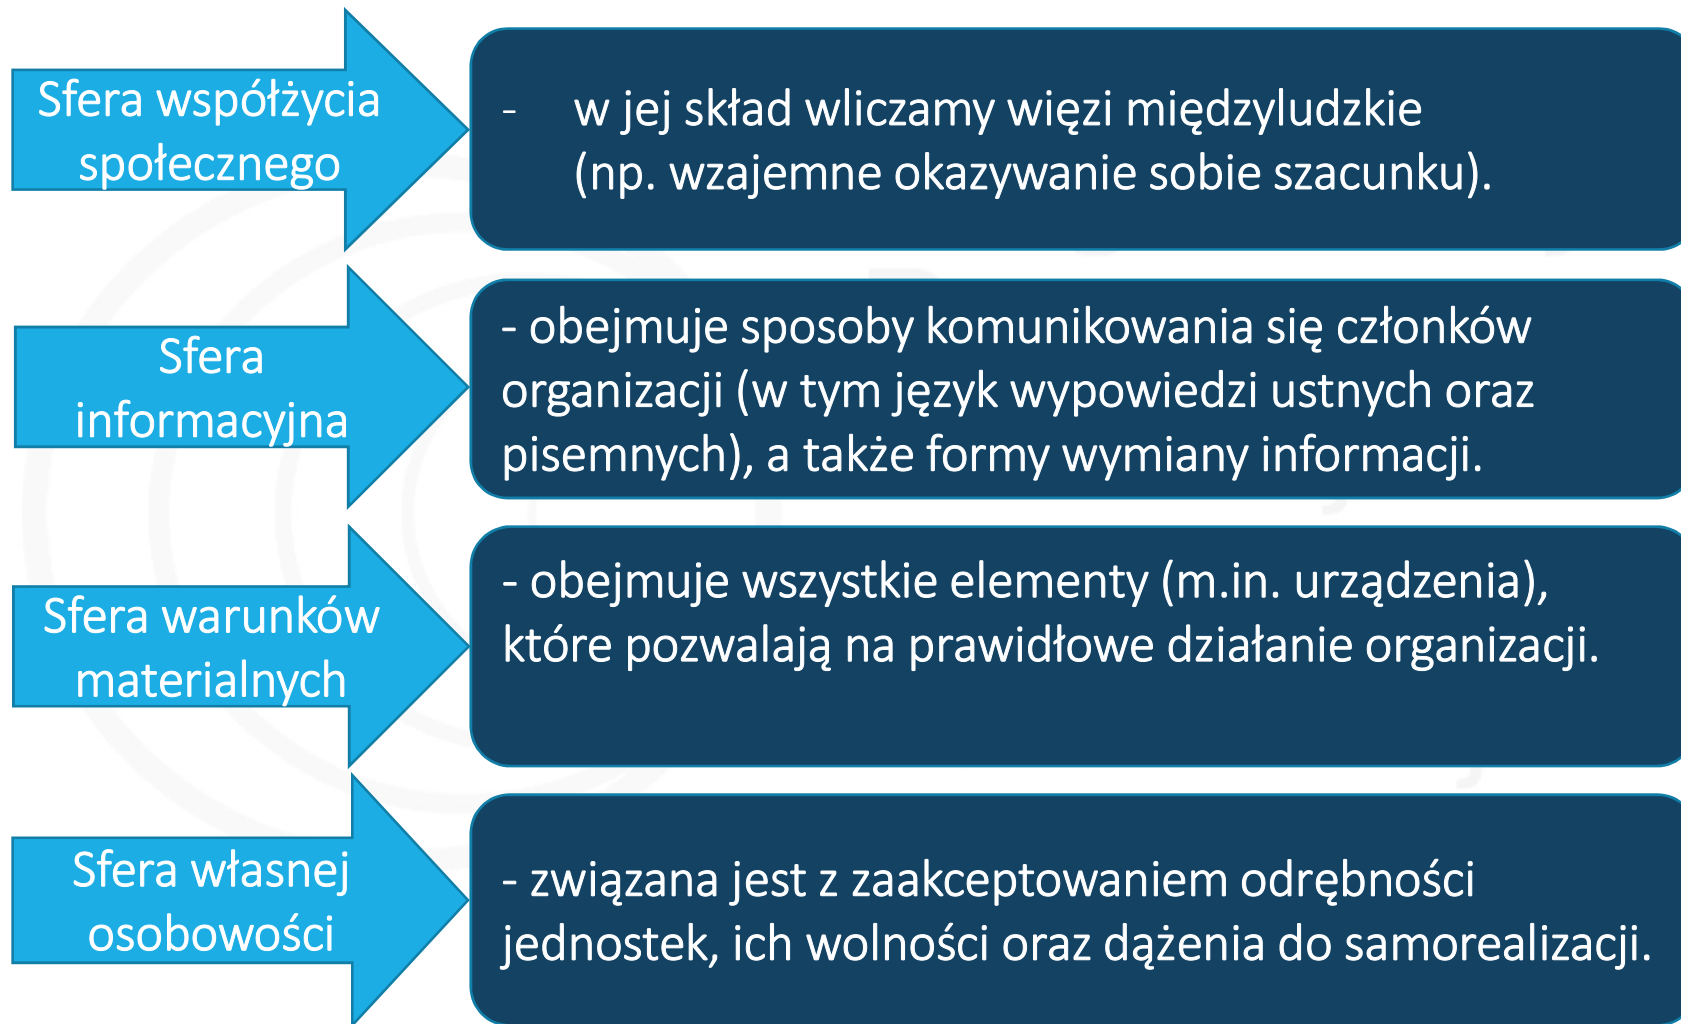 Sfera współżycia
społecznego
- w jej skład wliczamy więzi międzyludzkie
(np. wzajemne okazywanie sobie szacunku).
Sfera
informacyjna
- obejmuje sposoby komunikowania się członków
organizacji (w tym język wypowiedzi ustnych oraz
pisemnych), a także formy wymiany informacji.
Sfera warunków
materialnych
- obejmuje wszystkie elementy (m.in. urządzenia),
które pozwalają na prawidłowe działanie organizacji.
Sfera własnej
osobowości
- związana jest z zaakceptowaniem odrębności
jednostek, ich wolności oraz dążenia do samorealizacji.